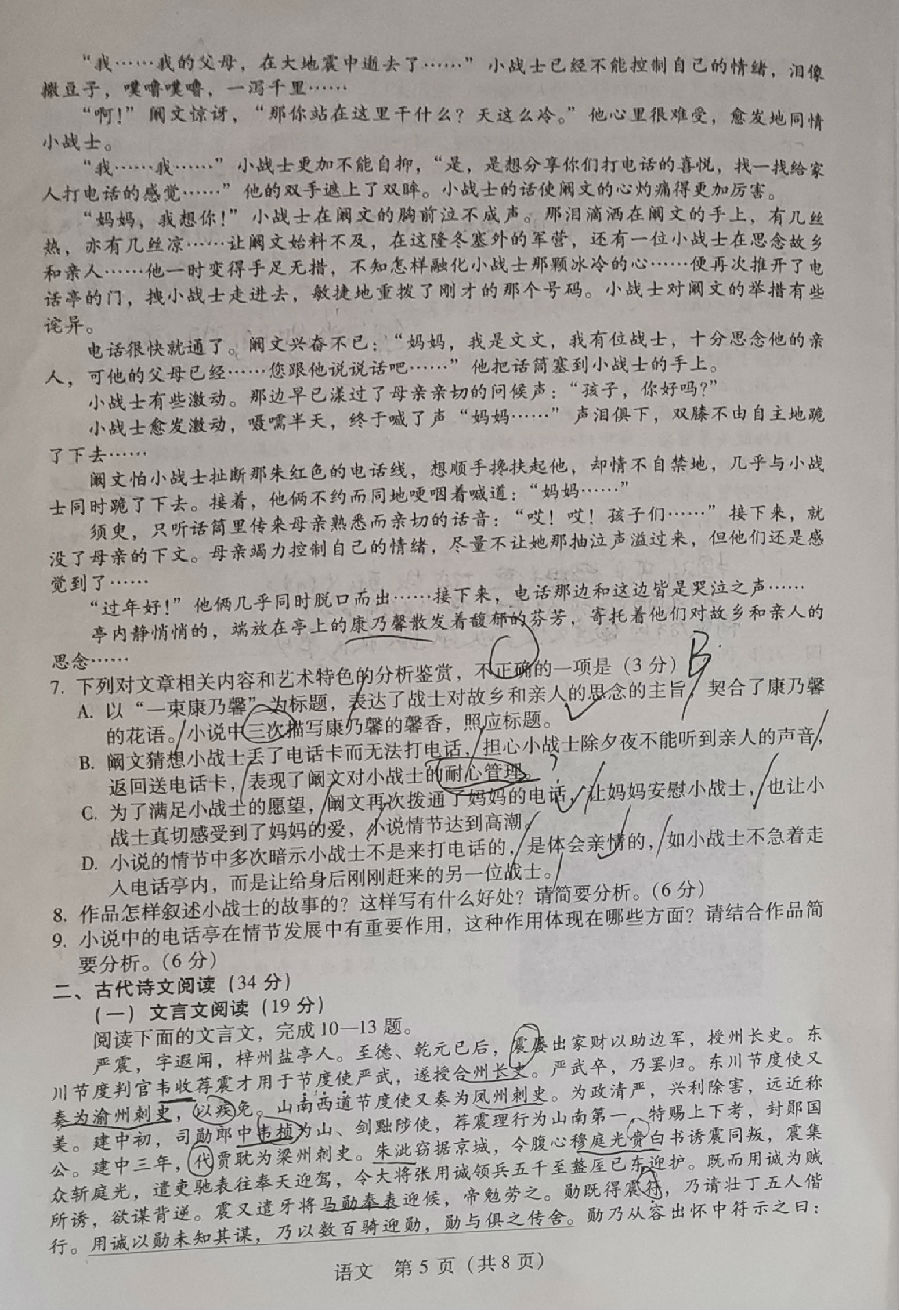 “我……我的父母，在大地震中逝去了……”小战士已经不能控制自己的情绪，泪像
撒豆子，噗噜噗噜，一泻千里……
“啊！”阚文惊讶，“那你站在这里干什么？天这么冷。”他心里很难受，愈发地同情
小战士。
“我……我……”小战士更加不能自抑，“是，是想分享你们打电话的喜悦，找一找给家
人打电话的感觉……”他的双手遮上了双眸。小战士的话使阚文的心灼痛得更加厉害。
“妈妈，我想你！”小战士在阚文的胸前泣不成声。那泪滴洒在阚文的手上，有几丝
热，亦有几丝凉……让阚文始料不及，在这隆冬塞外的军营，还有一位小战士在思念故乡
和亲人……他一时变得手足无措，不知怎样融化小战士那颗冰冷的心……便再次推开了电
话亭的门，拽小战士走进去，敏捷地重拨了刚才的那个号码。小战士对阚文的举措有些
诧异。
电话很快就通了。阚文兴奋不已：“妈妈，我是文文，我有位战士，十分思念他的亲
人，可他的父母已经……您跟他说说话吧……”他把话筒塞到小战士的手上。
小战士有些激动。那边早已漾过了母亲亲切的问候声：“孩子，你好吗？”
小战士愈发激动，嗫嚅半天，终于喊了声“妈妈……”声泪俱下，双膝不由自主地跪
了下去……
阚文怕小战士扯断那朱红色的电话线，想顺手搀扶起他，却情不自禁地，几乎与小战
士同时跪了下去。接着，他俩不约而同地哽咽着喊道：“妈妈……”
须臾，只听话筒里传来母亲熟悉而亲切的话音：“哎！哎！孩子们……”接下来，就
没了母亲的下文。母亲竭力控制自己的情绪，尽量不让她那抽泣声溢过来，但他们还是感
觉到了……
“过年好！”他俩几乎同时脱口而出……接下来，电话那边和这边皆是哭泣之声……
亭内静悄悄的，端放在亭上的康乃馨散发着馥郁的芬芳，寄托着他们对故乡和亲人的
思念……
7. 下列对文章相关内容和艺术特色的分析鉴赏，不正确的一项是（3分） B
A. 以“一束康乃馨”为标题，表达了战士对故乡和亲人的思念的主旨，契合了康乃馨
的花语。小说中三次描写康乃馨的馨香，照应标题。
B. 阚文猜想小战士丢了电话卡而无法打电话，担心小战士除夕夜不能听到亲人的声音，
返回送电话卡，表现了阚文对小战士的耐心管理。
C. 为了满足小战士的愿望，阚文再次拨通了妈妈的电话，让妈妈安慰小战士，也让小
战士真切感受到了妈妈的爱，小说情节达到高潮。
D. 小说的情节中多次暗示小战士不是来打电话的，是体会亲情的，如小战士不急着走
入电话亭内，而是让给身后刚刚赶来的另一位战士。
8. 作品怎样叙述小战士的故事的？这样写有什么好处？请简要分析。（6分）
9. 小说中的电话亭在情节发展中有重要作用，这种作用体现在哪些方面？请结合作品简
要分析。（6分）
二、古代诗文阅读（34分）
（一）文言文阅读（19分）
阅读下面的文言文，完成10—13题。
严震，字遐闻，梓州盐亭人。至德、乾元已后，震屡出家财以助边军，授州长史。东
川节度判官韦收荐震才用于节度使严武，遂授合州长史。严武卒，乃罢归。东川节度使又
奏为渝州刺史，以疾免。山南西道节度使又奏为凤州刺史。为政清严，兴利除害，远近称
美。建中初，司勋郎中韦桢为山、剑黜陟使，荐震理行为山南第一，特赐上下考，封郧国
公。建中三年，代贾耽为梁州刺史。朱泚窃据京城，令腹心穆庭光赍白书诱震同叛，震集
众斩庭光，遣吏驰表往奉天迎驾，令大将张用诚领兵五千至盩厔已东迎护。既而用诚为贼
所诱，欲谋背逆。震又遣牙将马勋奉表迎候，帝勉劳之。勋既得震符，乃请壮丁五人偕
行。用诚以勋未知其谋，乃以数百骑迎勋，勋与俱之传舍。勋乃从容出怀中符示之曰：
语文 第5页（共8页）